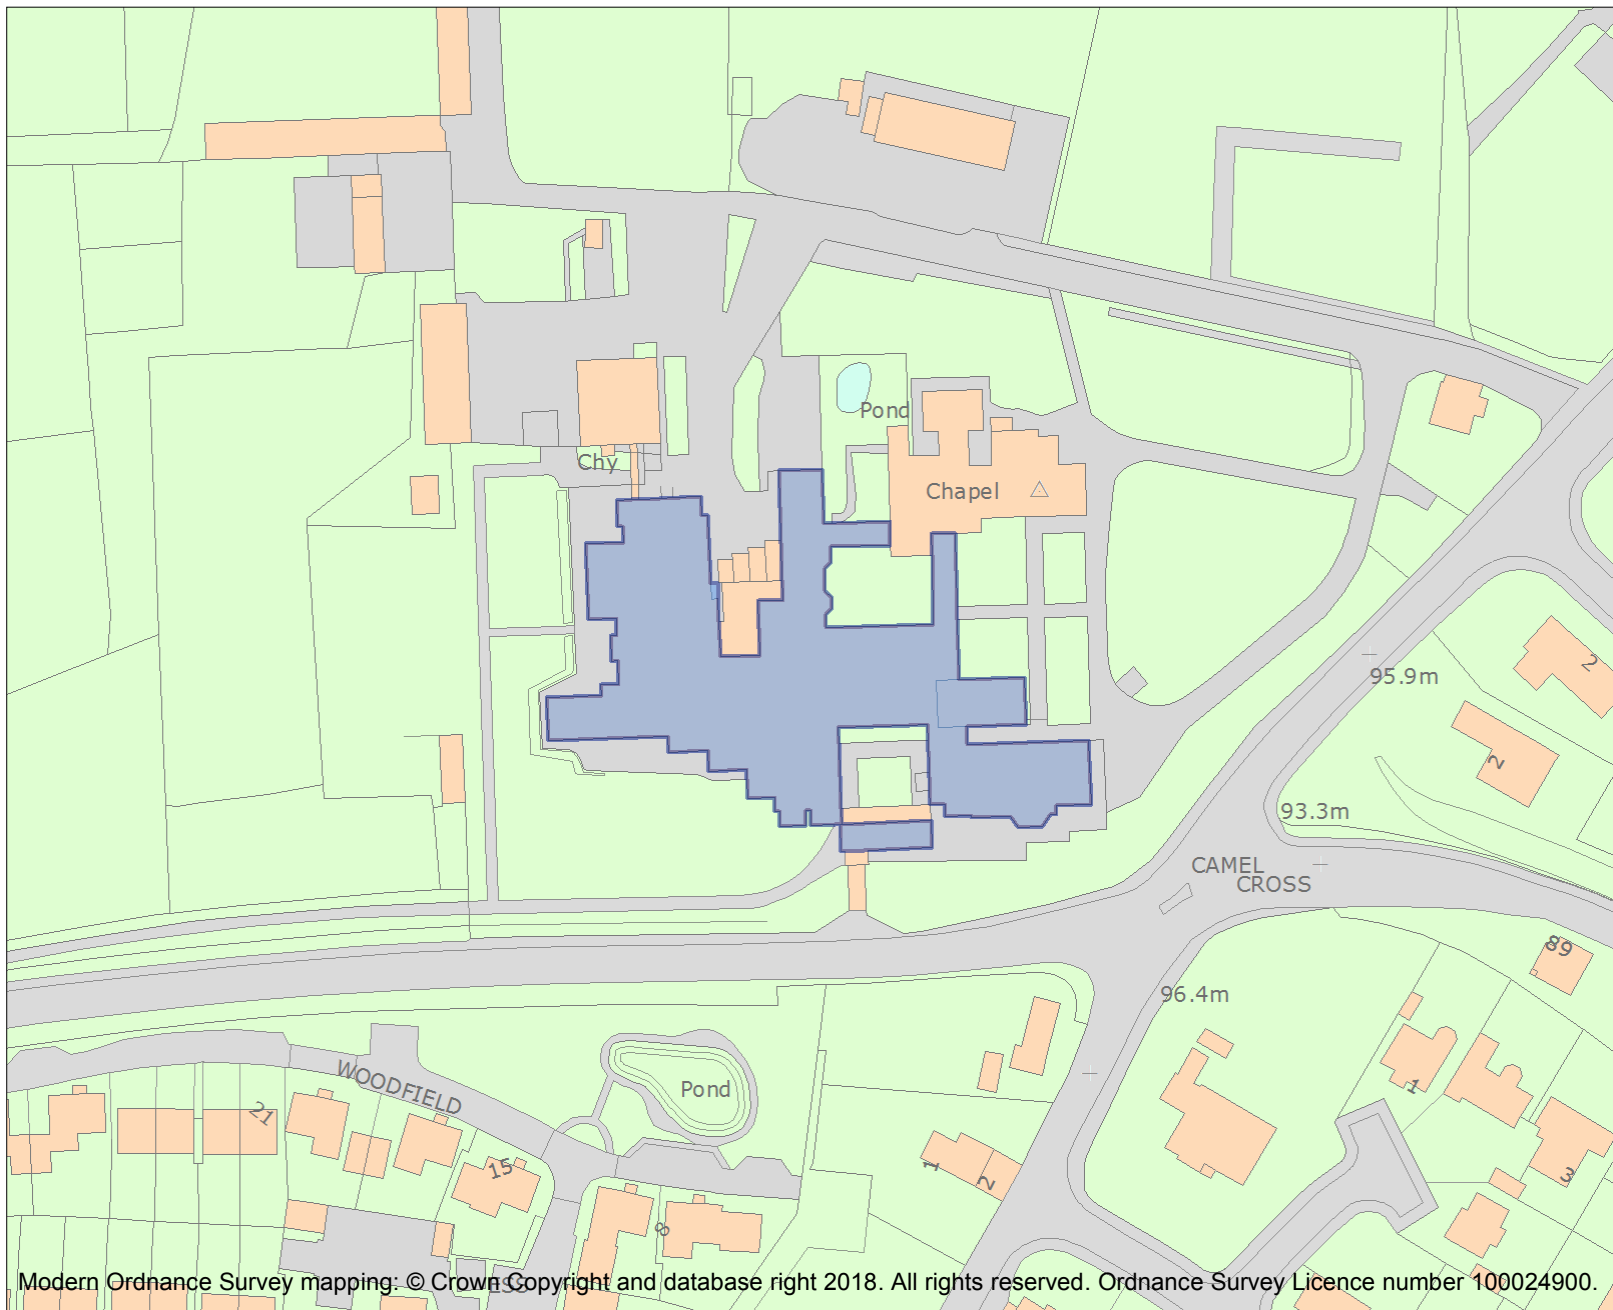 Pond
Chy
Chapel
2
95.9m
2
93.3m
CAMEL
CROSS
89
96.4m
WOODFIELD
Pond
21
1
15
1
2
3
8
ESS
Modern Ordnance Survey mapping: © Crown Copyright and database right 2018. All rights reserved. Ordnance Survey Licence number 100024900.